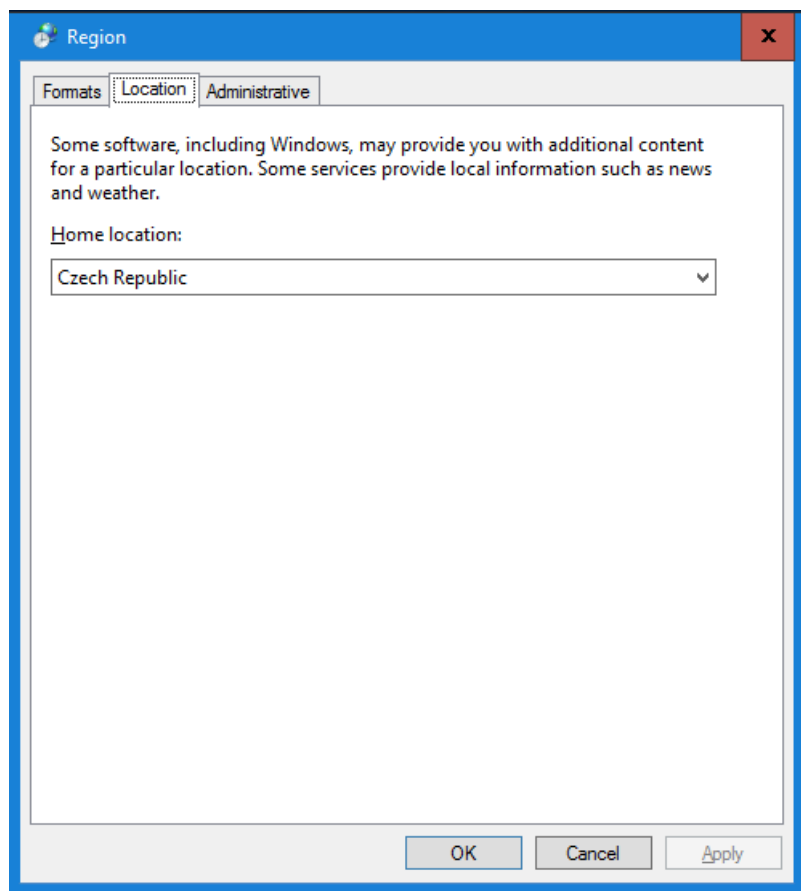 Region
Formats Location Administrative
Some software, including Windows, may provide you with additional content
for a particular location. Some services provide local information such as news
and weather.
Home location:
Czech Republic
OK Cancel Apply